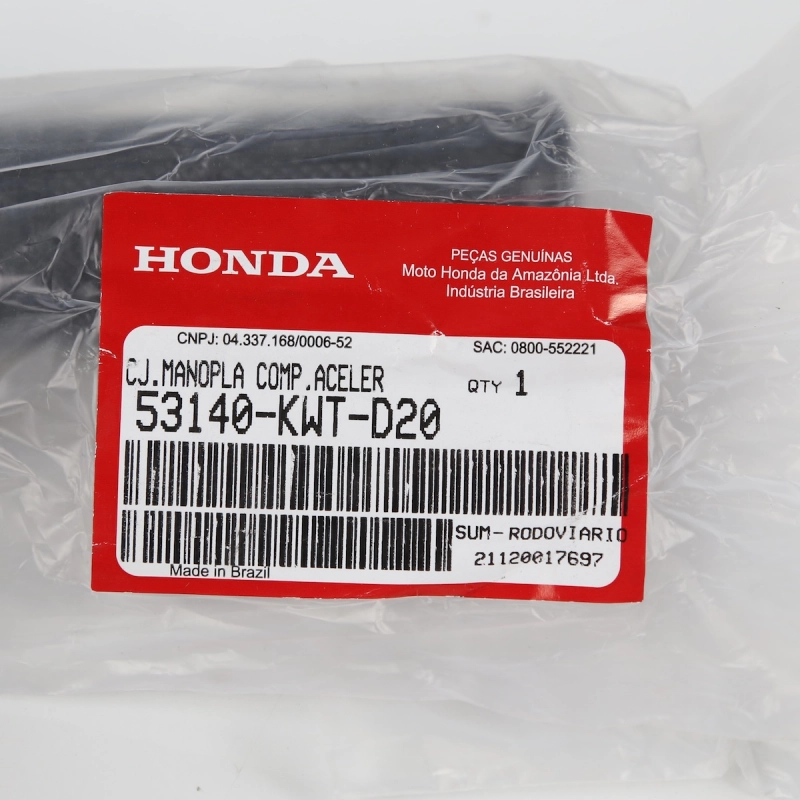 HONDA
PEÇAS GENUÍNAS
Moto Honda da Amazônia Ltda.
Indústria Brasileira
CNPJ: 04.337.168/0006-52
SAC: 0800-552221
CJ.MANOPLA COMP.ACELER
QTY 1
53140-KWT-D20
SUM-RODOVIARIO
21120017697
Made in Brazil